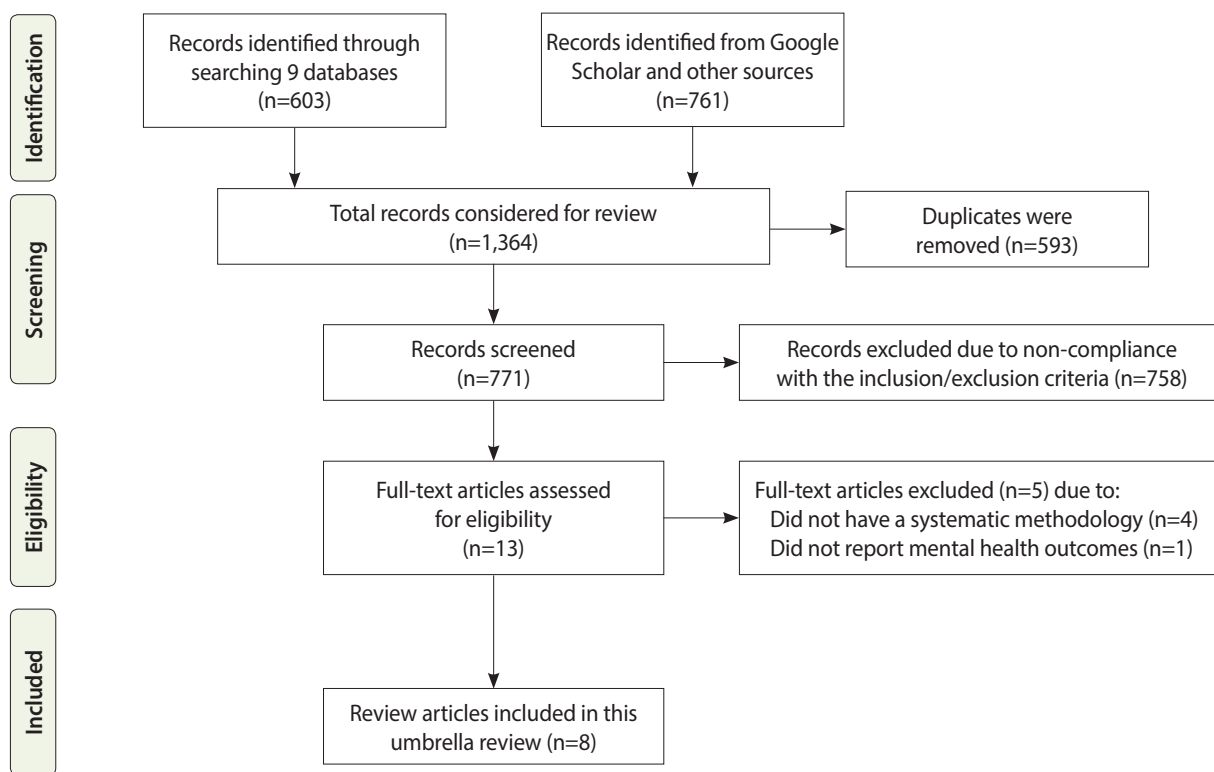 Identification
Records identified through
searching 9 databases
(n=603)
Records identified from Google
Scholar and other sources
(n=761)
Screening
Total records considered for review
(n=1,364)
Duplicates were
removed (n=593)
Records screened
(n=771)
Records excluded due to non-compliance
with the inclusion/exclusion criteria (n=758)
Eligibility
Full-text articles assessed
for eligibility
(n=13)
Full-text articles excluded (n=5) due to:
Did not have a systematic methodology (n=4)
Did not report mental health outcomes (n=1)
Included
Review articles included in this
umbrella review (n=8)